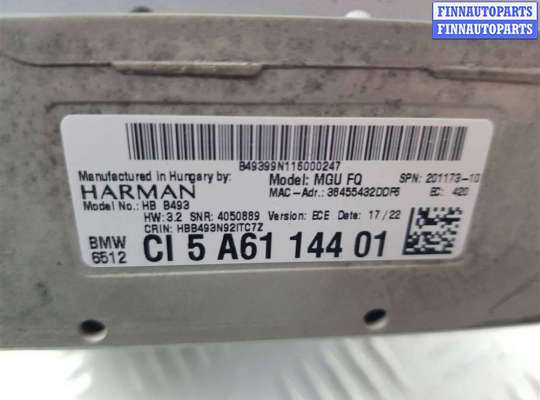 FINNAUTOPARTS
FINNAUTOPARTS
B49399N116000247
Manufactured in Hungary by:
HARMAN
Model: MGU FQ
SPN: 201173-10
MAC-Adr.: 38455432DDF6
EC: 420
Model No.: HB B493
HW: 3.2 SNR: 4050889 Version: ECE Date: 17/22
CRIN: HBB493N92ITC7Z
BMW
6512
CI 5 A61 144 01